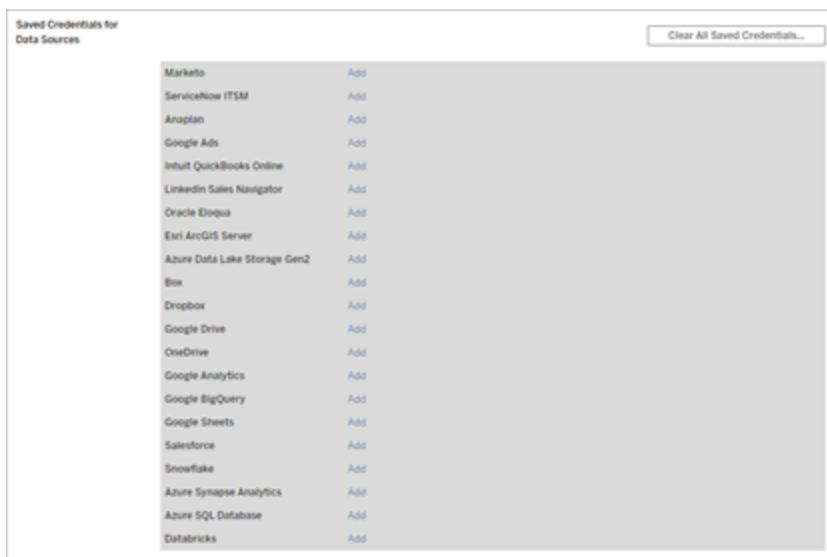 Saved Credentials for
Data Sources
Clear All Saved Credentials...
Marketo Add
ServiceNow ITSM Add
Anaplan Add
Google Ads Add
Intuit QuickBooks Online Add
LinkedIn Sales Navigator Add
Oracle Eloqua Add
Esri ArcGIS Server Add
Azure Data Lake Storage Gen2 Add
Box Add
Dropbox Add
Google Drive Add
OneDrive Add
Google Analytics Add
Google BigQuery Add
Google Sheets Add
Salesforce Add
Snowflake Add
Azure Synapse Analytics Add
Azure SQL Database Add
Databricks Add